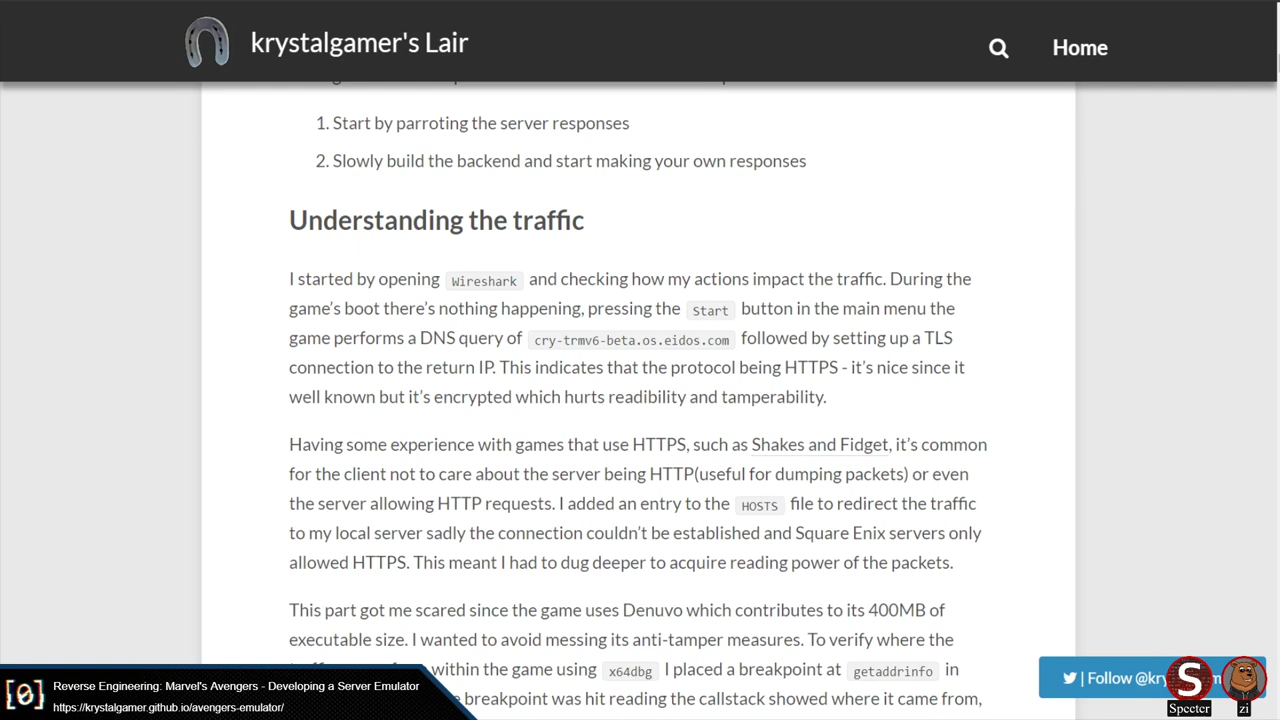 krystalgamer's Lair
Home
1. Start by parroting the server responses
2. Slowly build the backend and start making your own responses
Understanding the traffic
I started by opening Wireshark and checking how my actions impact the traffic. During the
game's boot there's nothing happening, pressing the Start button in the main menu the
game performs a DNS query of cry-trmv6-beta.os.eidos.com followed by setting up a TLS
connection to the return IP. This indicates that the protocol being HTTPS - it's nice since it
well known but it's encrypted which hurts readibility and tamperability.
Having some experience with games that use HTTPS, such as Shakes and Fidget, it's common
for the client not to care about the server being HTTP(useful for dumping packets) or even
the server allowing HTTP requests. I added an entry to the HOSTS file to redirect the traffic
to my local server sadly the connection couldn't be established and Square Enix servers only
allowed HTTPS. This meant I had to dug deeper to acquire reading power of the packets.
This part got me scared since the game uses Denuvo which contributes to its 400MB of
executable size. I wanted to avoid messing its anti-tamper measures. To verify where the
within the game using x64dbg I placed a breakpoint at getaddrinfo in
breakpoint was hit reading the callstack showed where it came from,
Follow @kry
[0]
Reverse Engineering: Marvel's Avengers - Developing a Server Emulator
https://krystalgamer.github.io/avengers-emulator/
S
Specter
zi